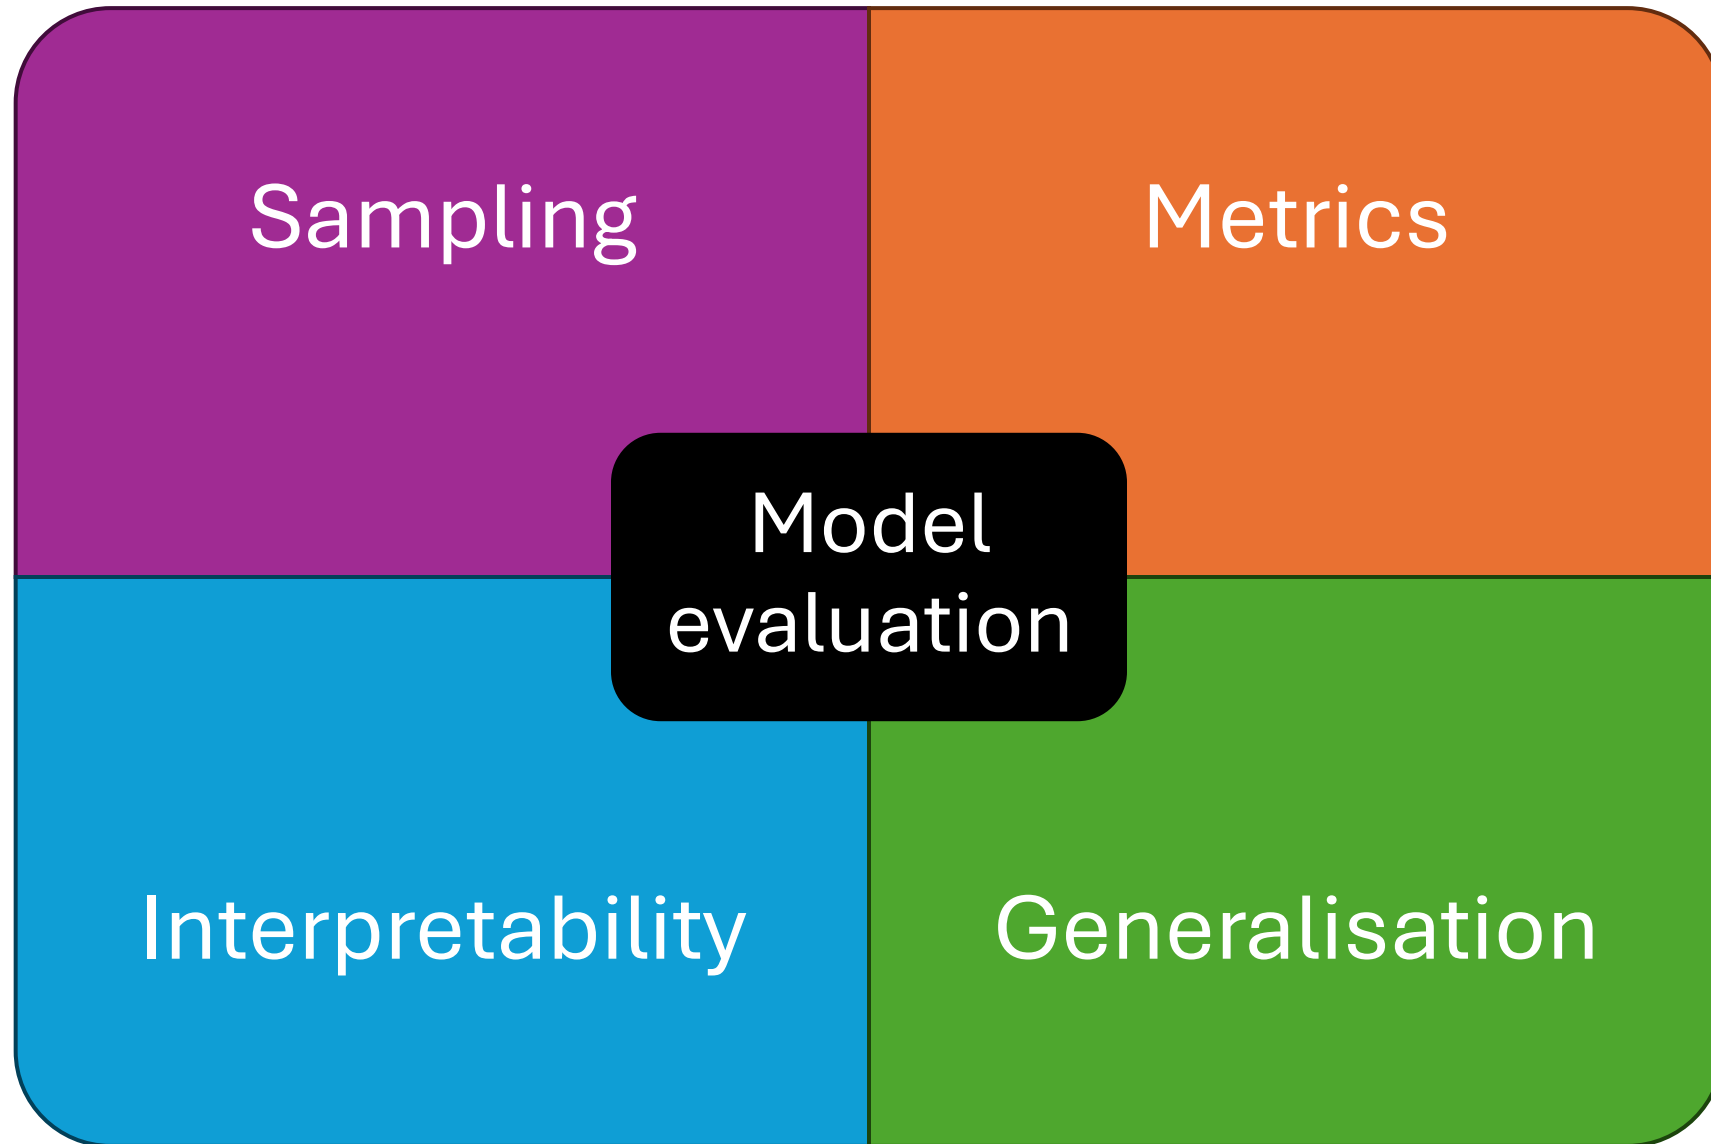 Sampling
Metrics
Model
evaluation
Interpretability
Generalisation